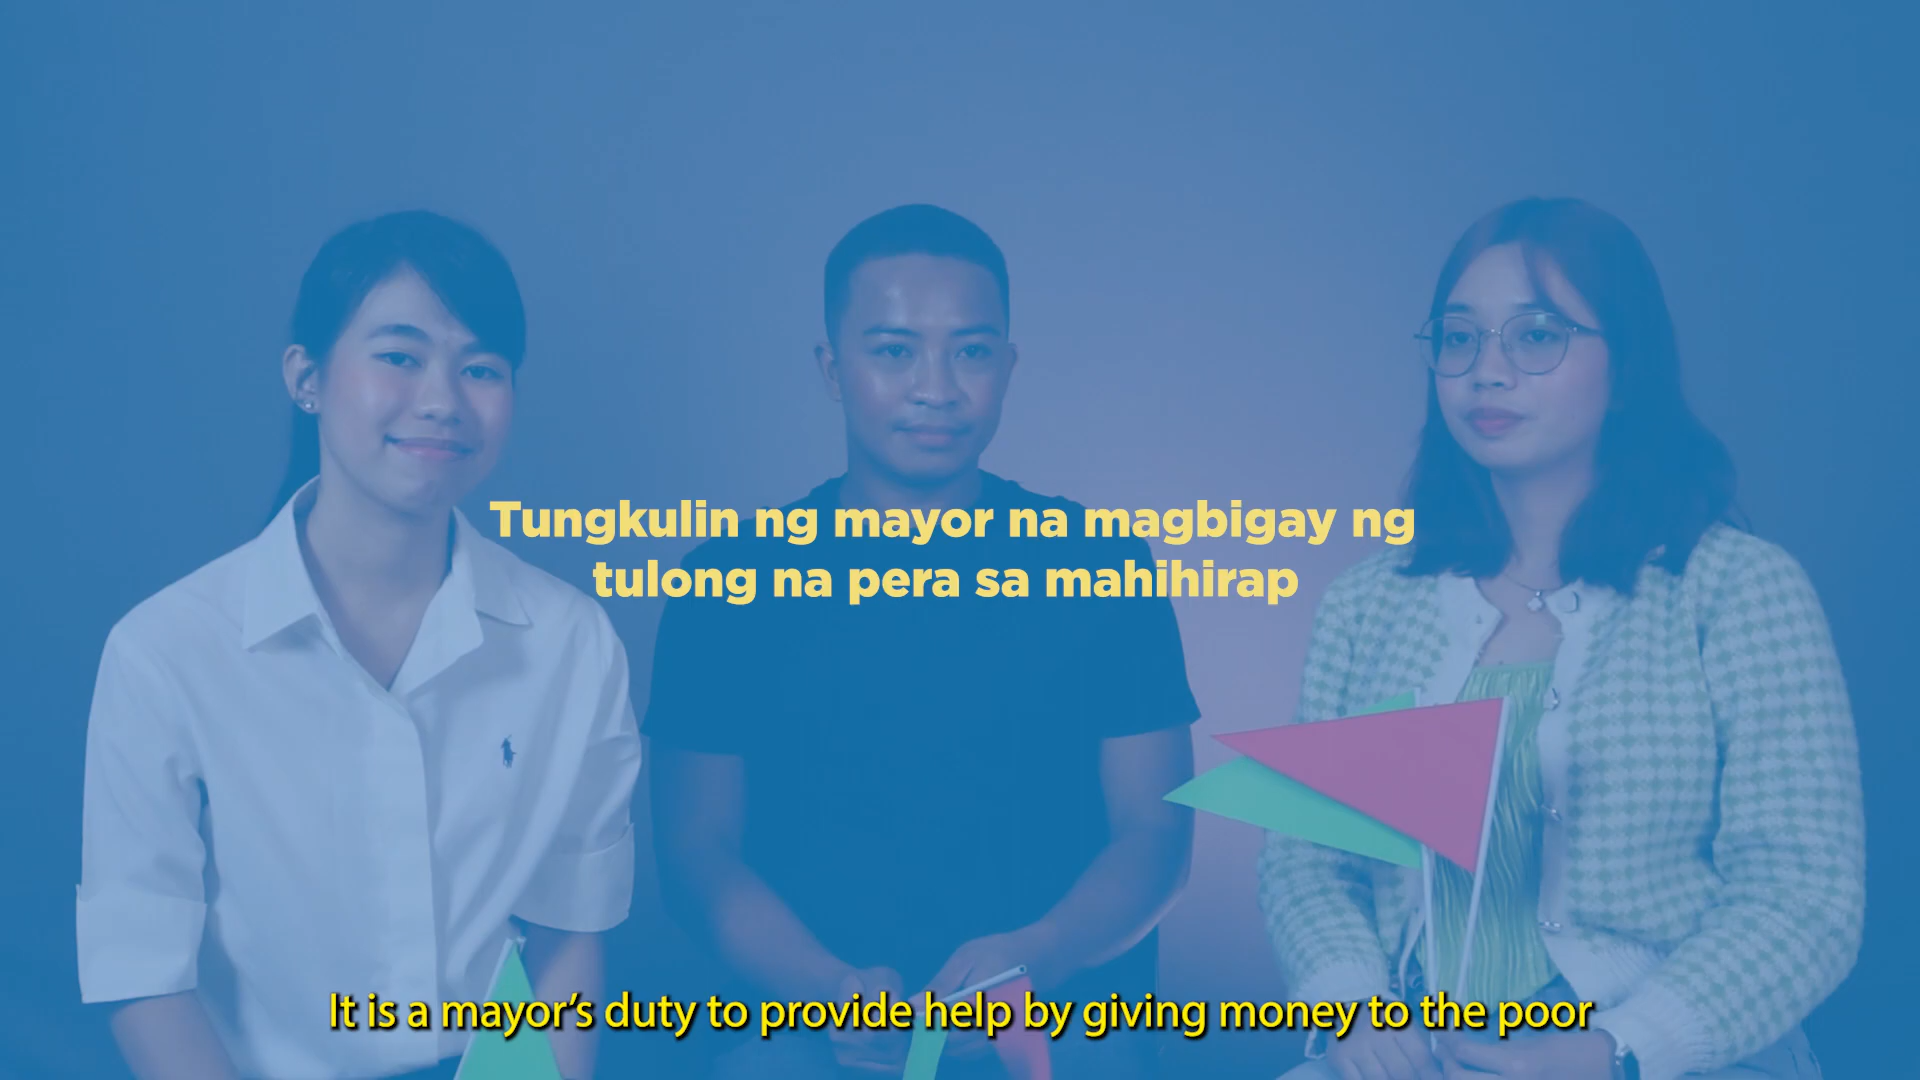 Tungkulin ng mayor na magbigay ng
tulong na pera sa mahihirap
It is a mayor’s duty to provide help by giving money to the poor